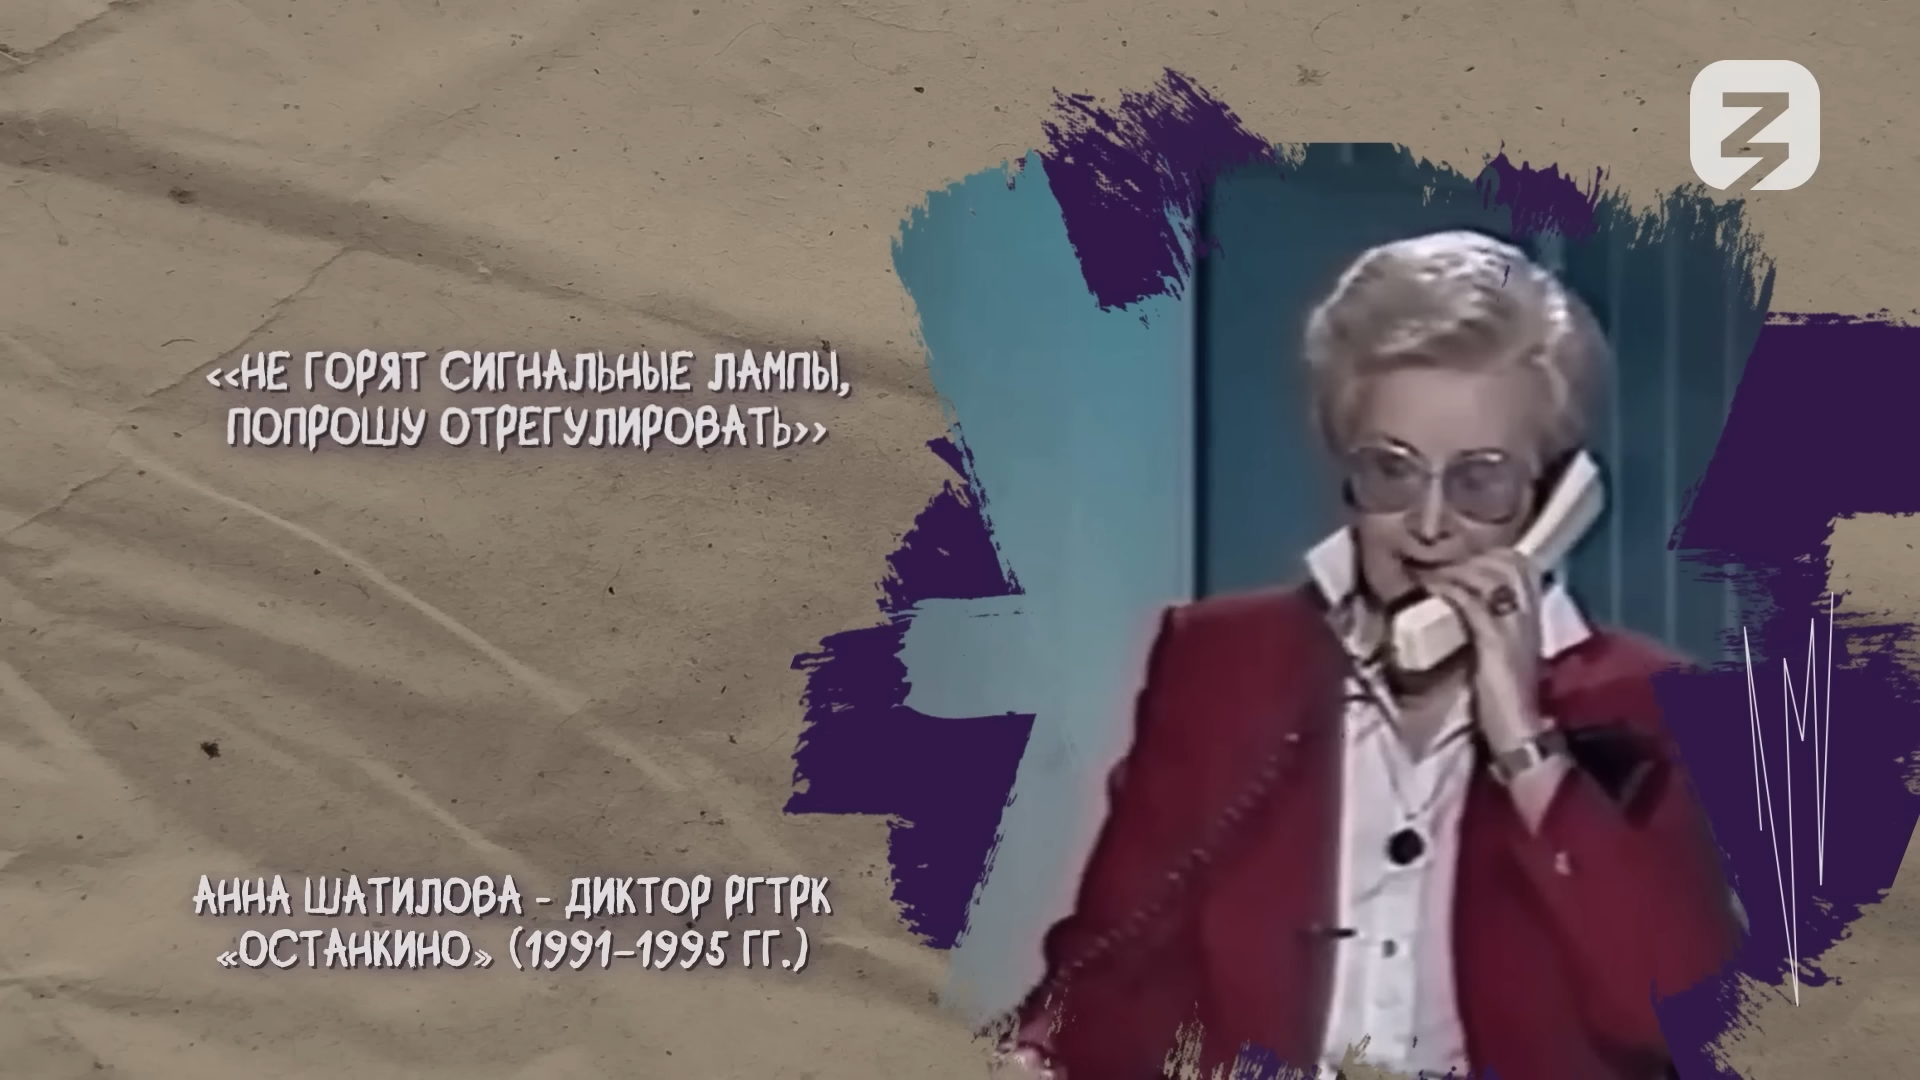 <<НЕ ГОРЯТ СИГНАЛЬНЫЕ ЛАМПЫ,
ПОПРОШУ ОТРЕГУЛИРОВАТЬ>>
АННА ШАТИЛОВА - ДИКТОР РГТРК
«ОСТАНКИНО» (1991-1995 ГГ.)